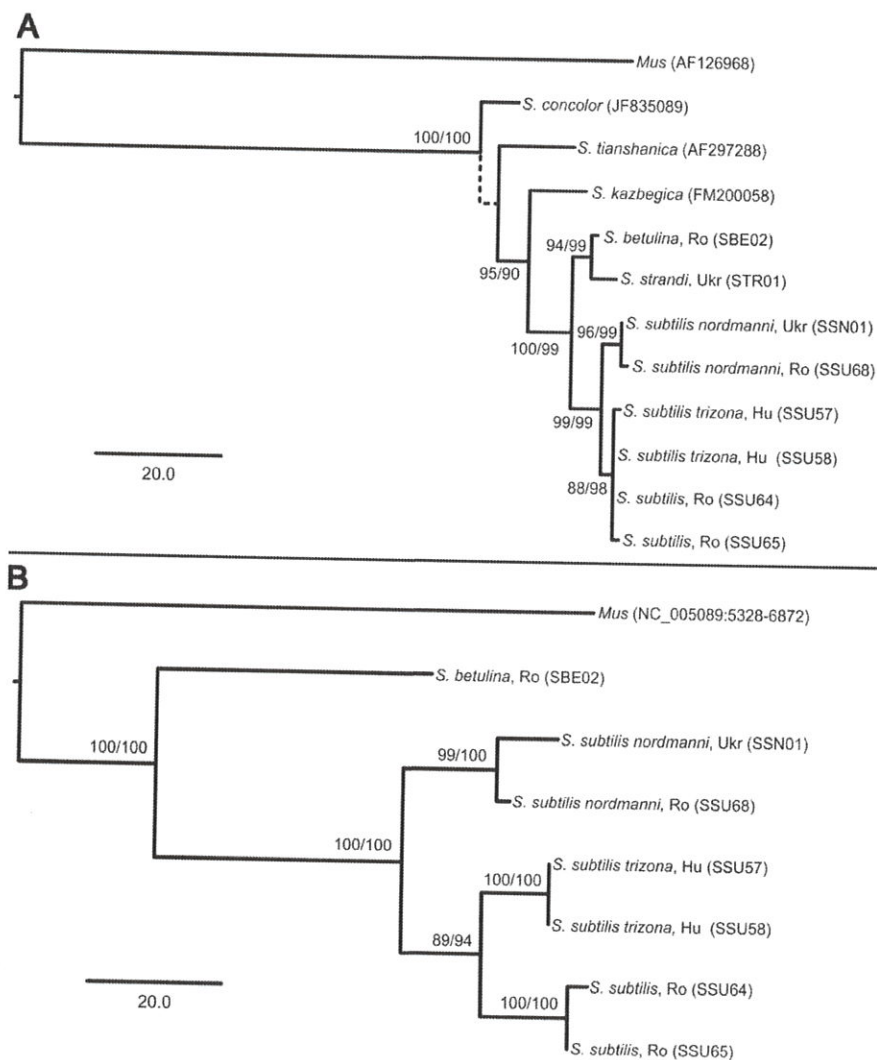 A
Mus (AF126968)
S. concolor (JF835089)
100/100
S. tianshanica (AF297288)
S. kazbegica (FM200058)
S. betulina, Ro (SBE02)
94/99
95/90
S. strandi, Ukr (STR01)
S. subtilis nordmanni, Ukr (SSN01)
96/99
100/99
S. subtilis nordmanni, Ro (SSU68)
S. subtilis trizona, Hu (SSU57)
99/99
S. subtilis trizona, Hu (SSU58)
20.0
88/98
S. subtilis, Ro (SSU64)
S. subtilis, Ro (SSU65)
B
Mus (NC_005089:5328-6872)
S. betulina, Ro (SBE02)
100/100
S. subtilis nordmanni, Ukr (SSN01)
99/100
S. subtilis nordmanni, Ro (SSU68)
100/100
S. subtilis trizona, Hu (SSU57)
100/100
S. subtilis trizona, Hu (SSU58)
89/94
S. subtilis, Ro (SSU64)
20.0
100/100
S. subtilis, Ro (SSU65)